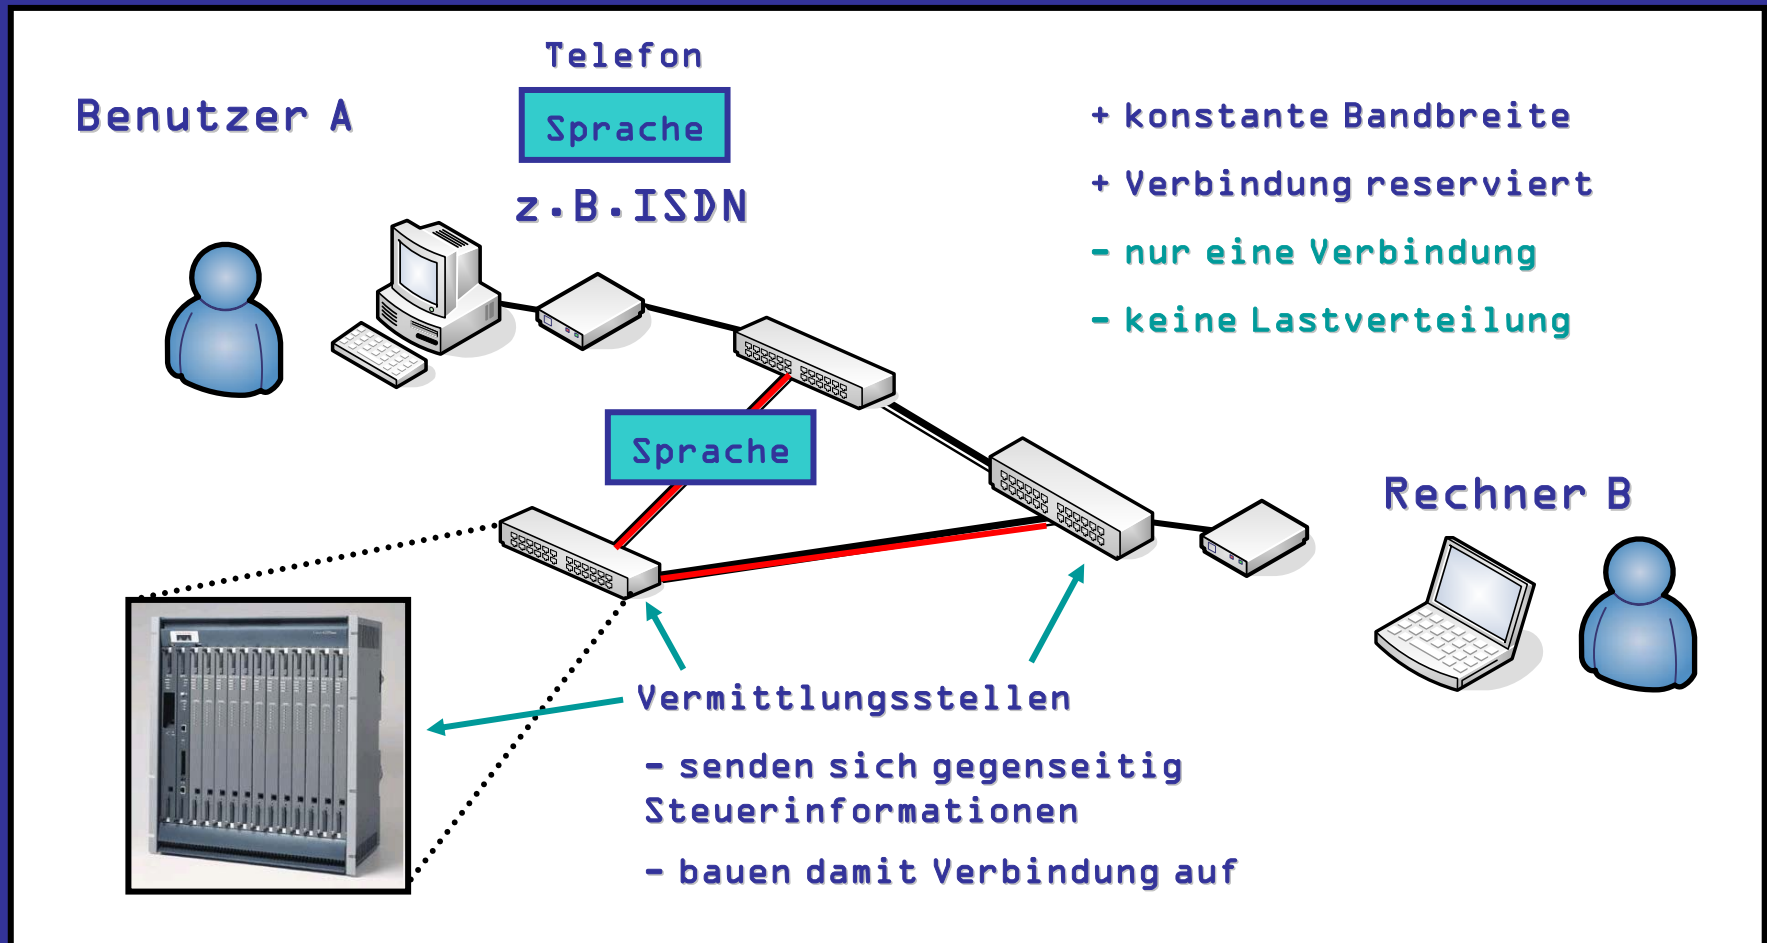 Telefon
Benutzer A
Sprache
z.B.ISDN
+ konstante Bandbreite
+ Verbindung reserviert
- nur eine Verbindung
- keine Lastverteilung
Sprache
Rechner B
Vermittlungsstellen
- senden sich gegenseitig
Steuerinformationen
- bauen damit Verbindung auf